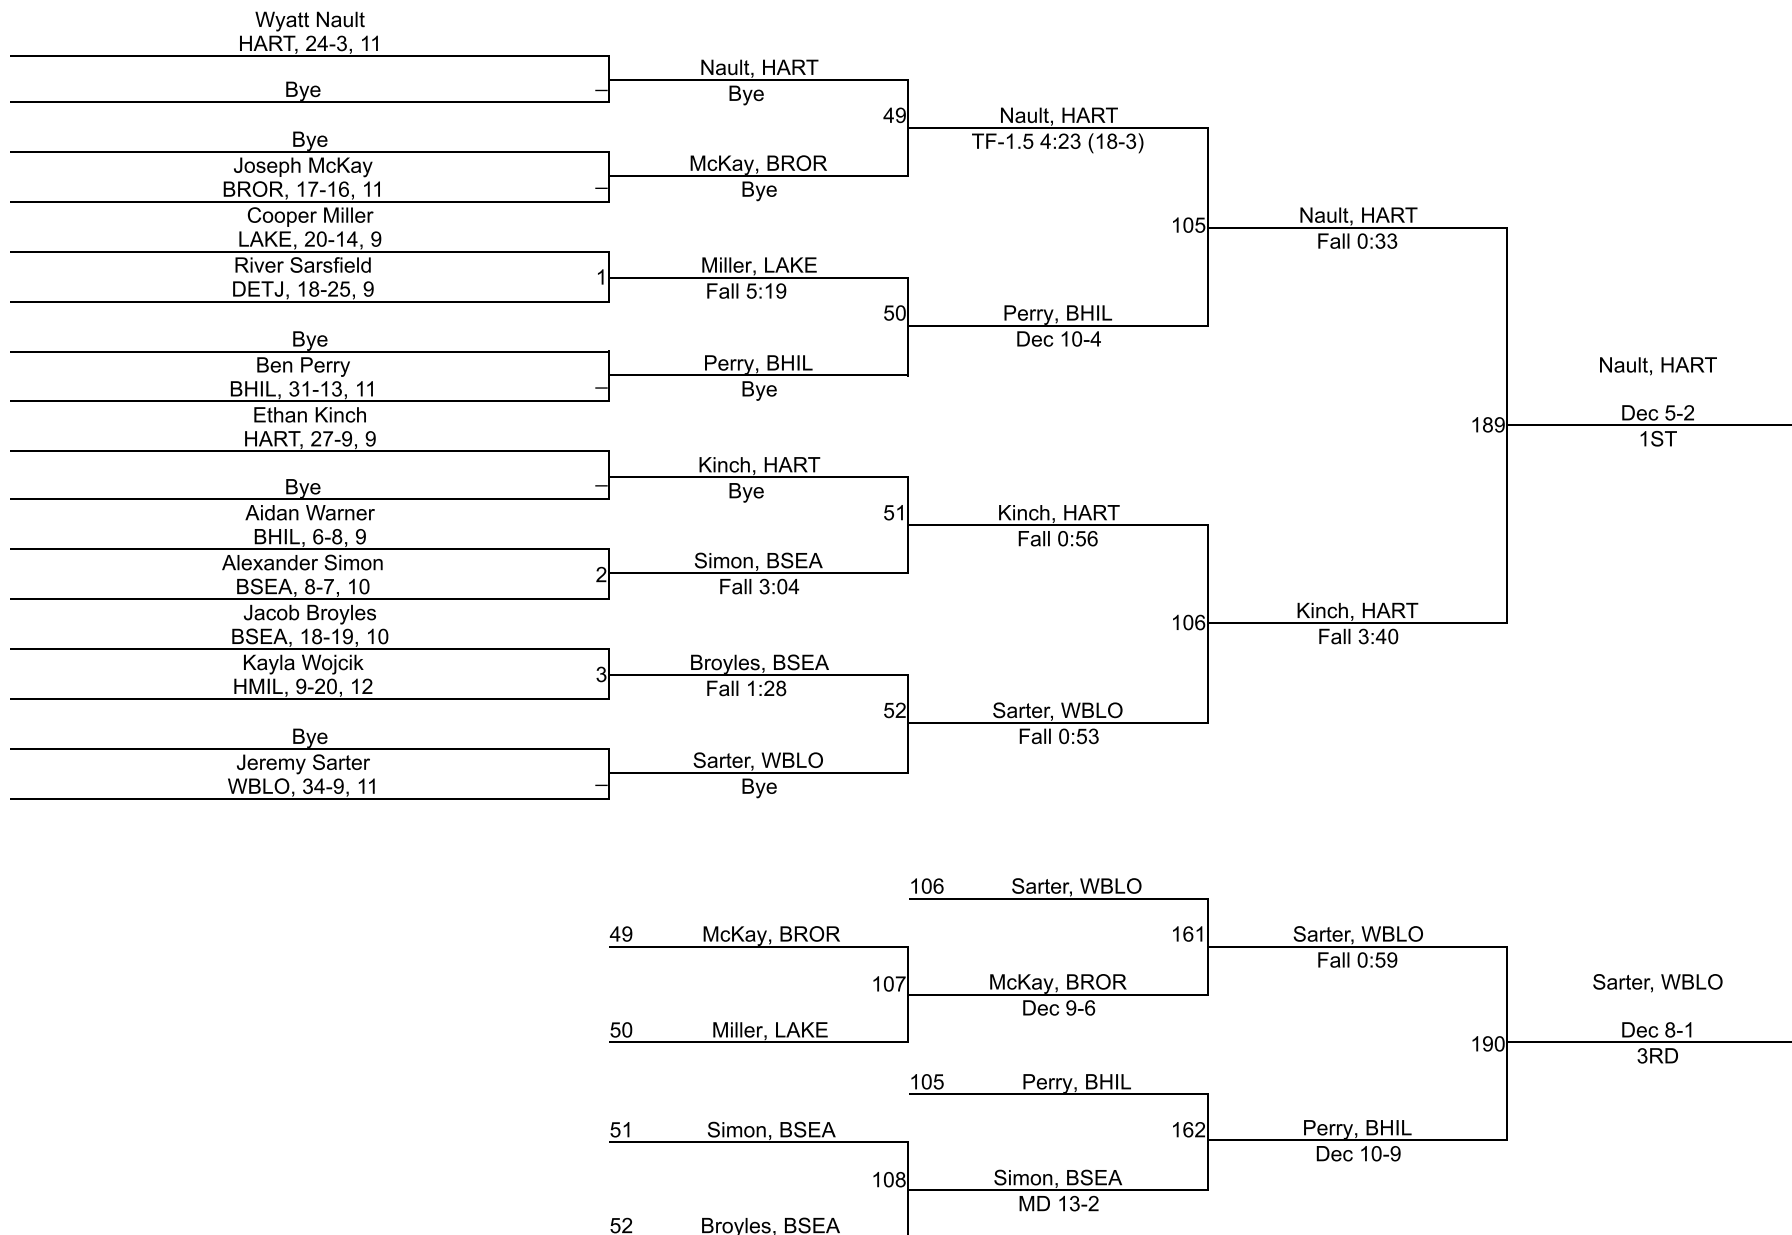 Wyatt Nault
HART, 24-3, 11
Bye
Bye
Joseph McKay
BROR, 17-16, 11
Cooper Miller
LAKE, 20-14, 9
River Sarsfield
DETJ, 18-25, 9
1
Bye
Ben Perry
BHIL, 31-13, 11
Ethan Kinch
HART, 27-9, 9
Bye
Aidan Warner
BHIL, 6-8, 9
Alexander Simon
BSEA, 8-7, 10
2
Jacob Broyles
BSEA, 18-19, 10
Kayla Wojcik
HMIL, 9-20, 12
3
Bye
Jeremy Sarter
WBLO, 34-9, 11
Nault, HART
Bye
49
McKay, BROR
Bye
Miller, LAKE
Fall 5:19
50
Perry, BHIL
Bye
Kinch, HART
Bye
51
Simon, BSEA
Fall 3:04
Broyles, BSEA
Fall 1:28
52
Sarter, WBLO
Bye
Nault, HART
TF-1.5 4:23 (18-3)
105
Perry, BHIL
Dec 10-4
Kinch, HART
Fall 0:56
106
Sarter, WBLO
Fall 0:53
Nault, HART
Fall 0:33
189
Kinch, HART
Fall 3:40
Nault, HART
Dec 5-2
1ST
49 McKay, BROR
107
50 Miller, LAKE
51 Simon, BSEA
108
52 Broyles, BSEA
106 Sarter, WBLO
161
McKay, BROR
Dec 9-6
105 Perry, BHIL
162
Simon, BSEA
MD 13-2
Sarter, WBLO
Fall 0:59
190
Perry, BHIL
Dec 10-9
Sarter, WBLO
Dec 8-1
3RD